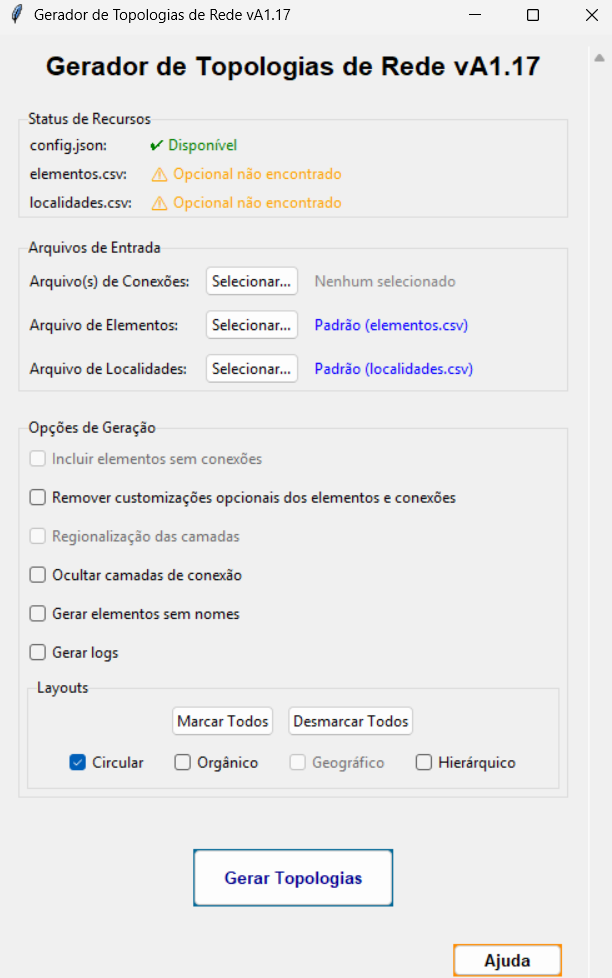 Gerador de Topologias de Rede vA1.17
Gerador de Topologias de Rede vA1.17
Status de Recursos
config.json: ✔ Disponível
elementos.csv: ⚠ Opcional não encontrado
localidades.csv: ⚠ Opcional não encontrado
Arquivos de Entrada
Arquivo(s) de Conexões: Selecionar... Nenhum selecionado
Arquivo de Elementos: Selecionar... Padrão (elementos.csv)
Arquivo de Localidades: Selecionar... Padrão (localidades.csv)
Opções de Geração
Incluir elementos sem conexões
Remover customizações opcionais dos elementos e conexões
Regionalização das camadas
Ocultar camadas de conexão
Gerar elementos sem nomes
Gerar logs
Layouts
Marcar Todos Desmarcar Todos
Circular Orgânico Geográfico Hierárquico
Gerar Topologias
Ajuda